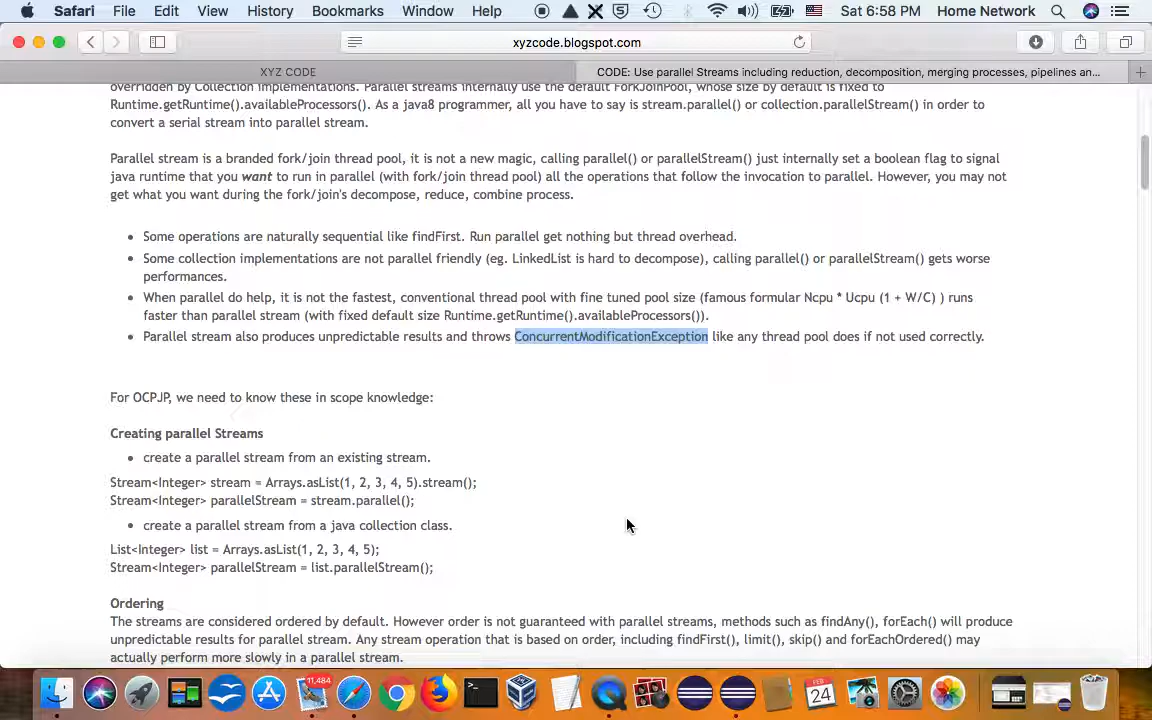 Safari File Edit View History Bookmarks Window Help Sat 6:58 PM Home Network
xyzcode.blogspot.com
XYZ CODE CODE: Use parallel Streams including reduction, decomposition, merging processes, pipelines an...
overridden by Collection implementations. Parallel streams internally use the default ForkJoinPool, whose size by default is fixed to
Runtime.getRuntime().availableProcessors(). As a java8 programmer, all you have to say is stream.parallel() or collection.parallelStream() in order to
convert a serial stream into parallel stream.
Parallel stream is a branded fork/join thread pool, it is not a new magic, calling parallel() or parallelStream() just internally set a boolean flag to signal
java runtime that you want to run in parallel (with fork/join thread pool) all the operations that follow the invocation to parallel. However, you may not
get what you want during the fork/join's decompose, reduce, combine process.
• Some operations are naturally sequential like findFirst. Run parallel get nothing but thread overhead.
• Some collection implementations are not parallel friendly (eg. LinkedList is hard to decompose), calling parallel() or parallelStream() gets worse
performances.
• When parallel do help, it is not the fastest, conventional thread pool with fine tuned pool size (famous formular Ncpu * Ucpu (1 + W/C) ) runs
faster than parallel stream (with fixed default size Runtime.getRuntime().availableProcessors()).
• Parallel stream also produces unpredictable results and throws ConcurrentModificationException like any thread pool does if not used correctly.
For OCPJP, we need to know these in scope knowledge:
Creating parallel Streams
• create a parallel stream from an existing stream.
Stream<Integer> stream = Arrays.asList(1, 2, 3, 4, 5).stream();
Stream<Integer> parallelStream = stream.parallel();
• create a parallel stream from a java collection class.
List<Integer> list = Arrays.asList(1, 2, 3, 4, 5);
Stream<Integer> parallelStream = list.parallelStream();
Ordering
The streams are considered ordered by default. However order is not guaranteed with parallel streams, methods such as findAny(), forEach() will produce
unpredictable results for parallel stream. Any stream operation that is based on order, including findFirst(), limit(), skip() and forEachOrdered() may
actually perform more slowly in a parallel stream.
11,484
FEB
24